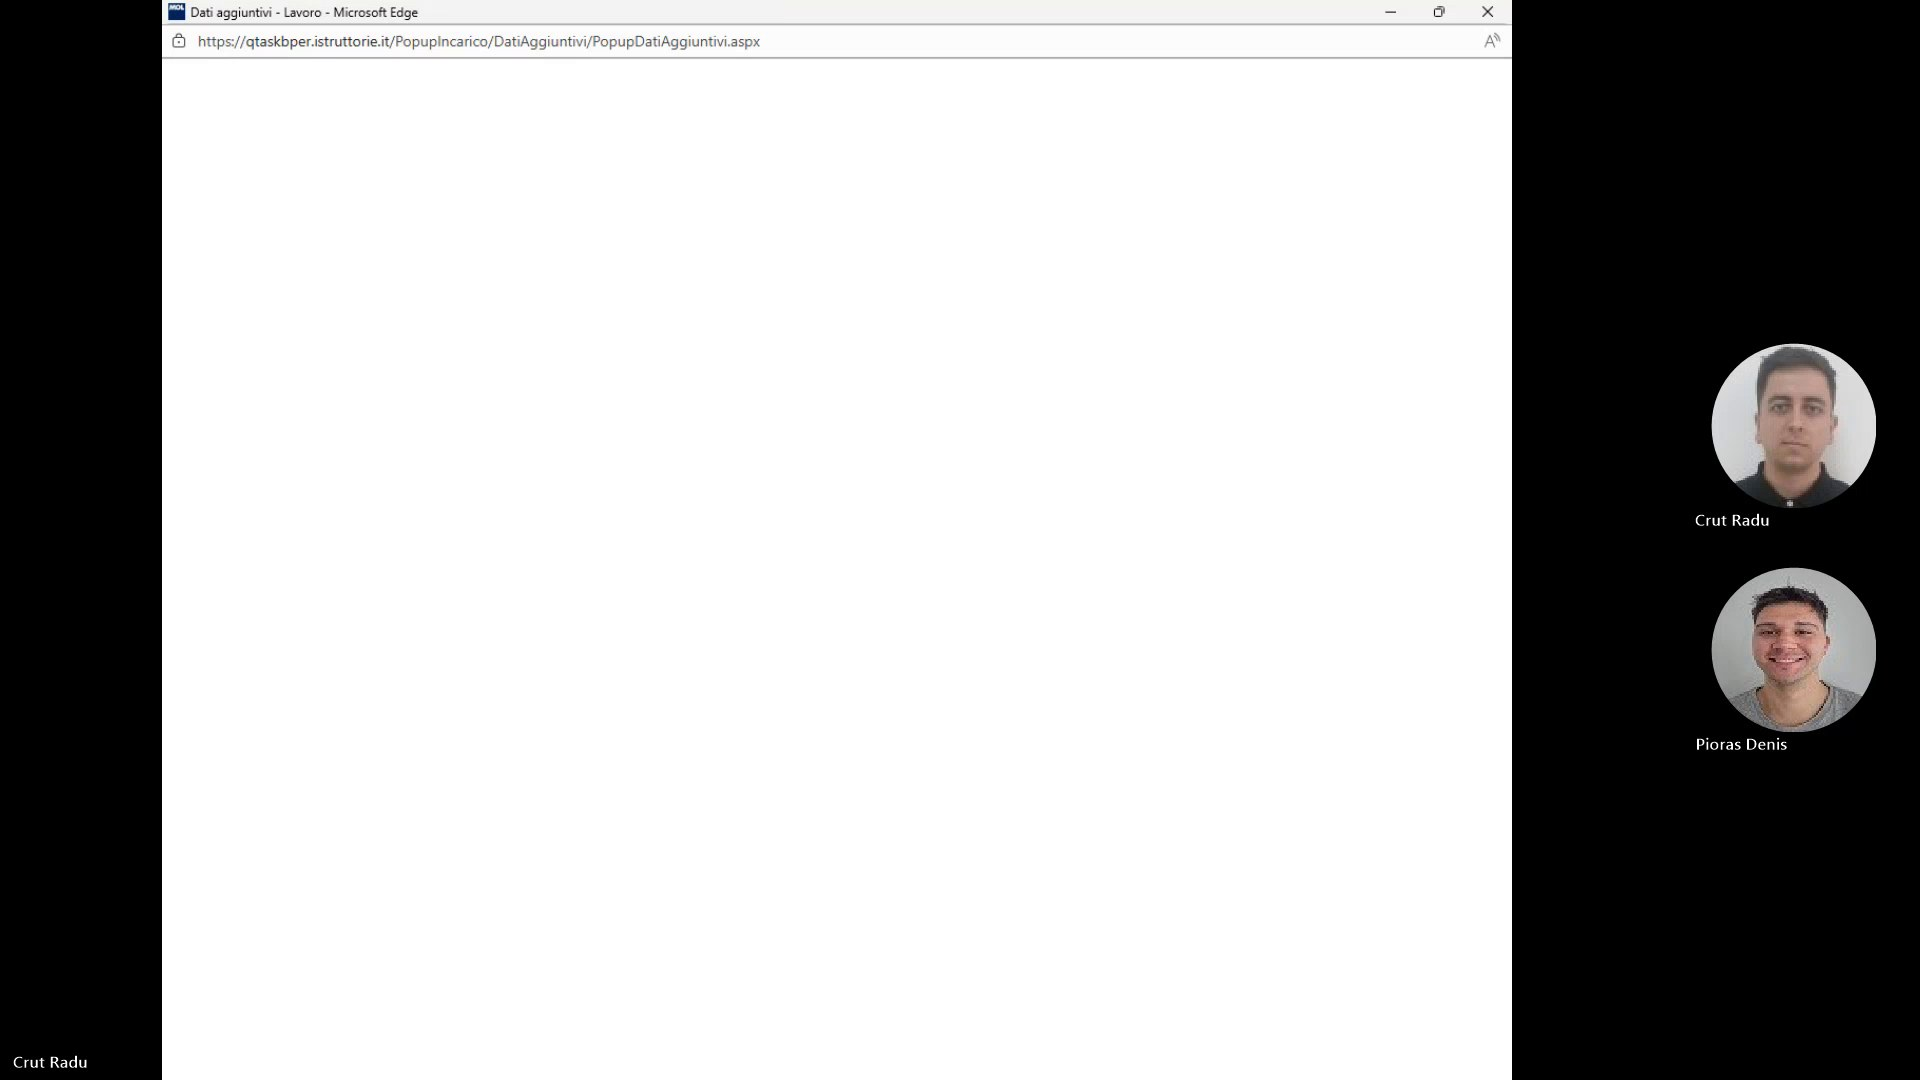 MOL
Dati aggiuntivi - Lavoro - Microsoft Edge
https://qtaskbper.istruttorie.it/PopupIncarico/DatiAggiuntivi/PopupDatiAggiuntivi.aspx
Crut Radu
Pioras Denis
Crut Radu